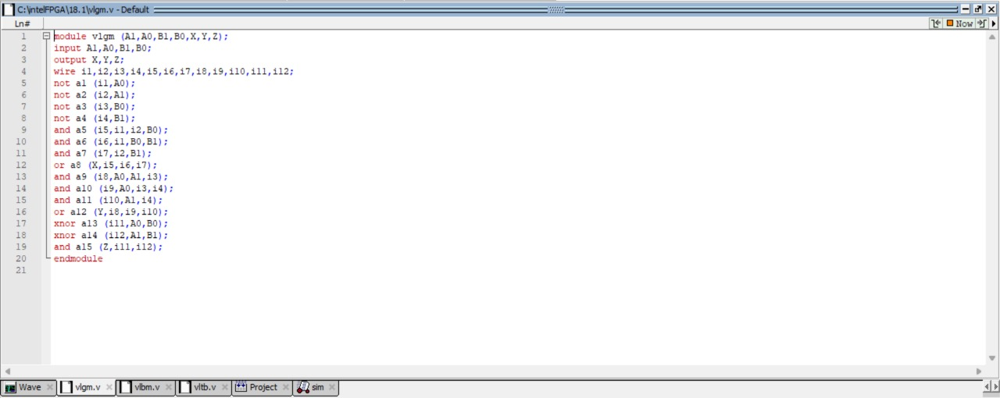 C:\intelFPGA\18.1\vlgm.v - Default
Ln#
Now
1 module vlgm (A1,A0,B1,B0,X,Y,Z);
2 input A1,A0,B1,B0;
3 output X,Y,Z;
4 wire i1,i2,i3,i4,i5,i6,i7,i8,i9,i10,i11,i12;
5 not a1 (i1,A0);
6 not a2 (i2,A1);
7 not a3 (i3,B0);
8 not a4 (i4,B1);
9 and a5 (i5,i1,i2,B0);
10 and a6 (i6,i1,B0,B1);
11 and a7 (i7,i2,B1);
12 or a8 (X,i5,i6,i7);
13 and a9 (i8,A0,A1,i3);
14 and a10 (i9,A0,i3,i4);
15 and a11 (i10,A1,i4);
16 or a12 (Y,i8,i9,i10);
17 xnor a13 (i11,A0,B0);
18 xnor a14 (i12,A1,B1);
19 and a15 (Z,i11,i12);
20 endmodule
21
Wave vlgm.v vlbm.v vltb.v Project sim